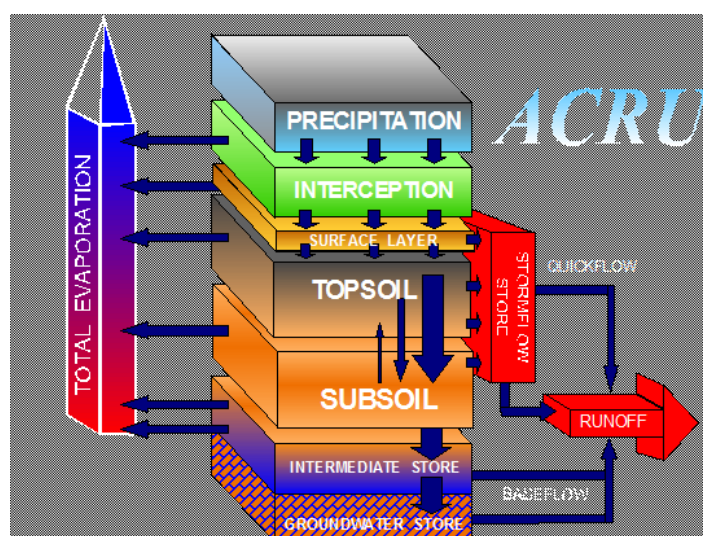 ACRU
PRECIPITATION
INTERCEPTION
SURFACE LAYER
TOPSOIL
SUBSOIL
INTERMEDIATE STORE
GROUNDWATER STORE
TOTAL EVAPORATION
STORMFLOW
STORE
QUICKFLOW
RUNOFF
BASEFLOW